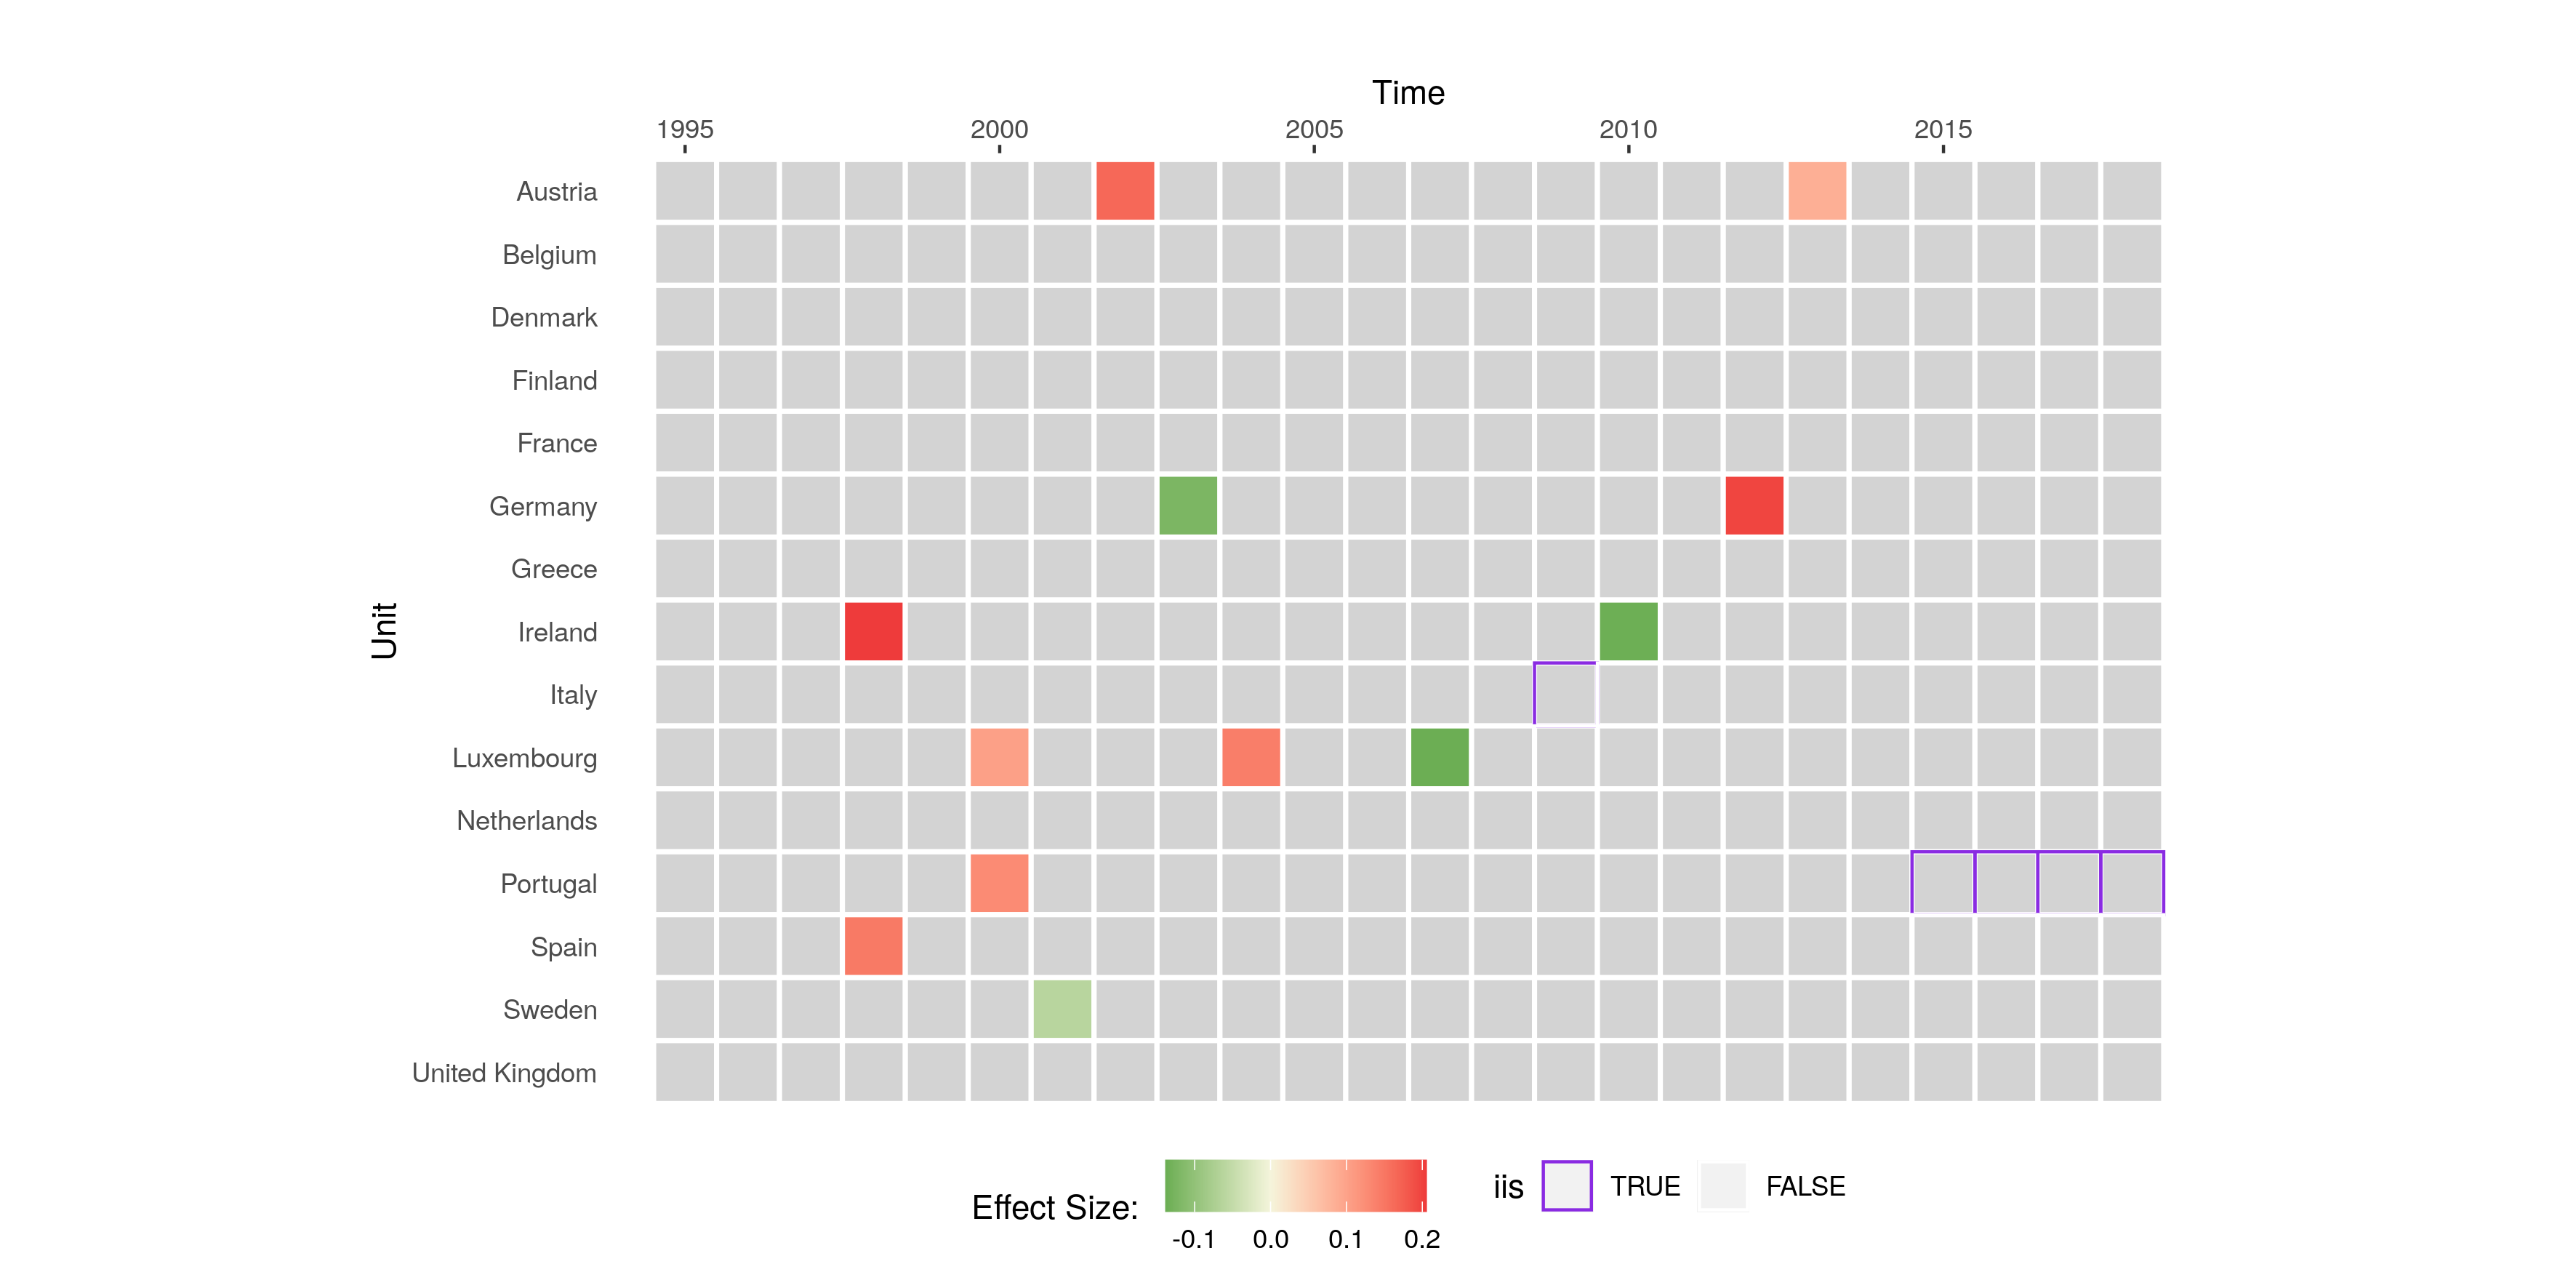 Time
1995 2000 2005 2010 2015
Austria
Belgium
Denmark
Finland
France
Germany
Greece
Ireland
Italy
Luxembourg
Netherlands
Portugal
Spain
Sweden
United Kingdom
Unit
Effect Size:
-0.1 0.0 0.1 0.2
iis TRUE FALSE